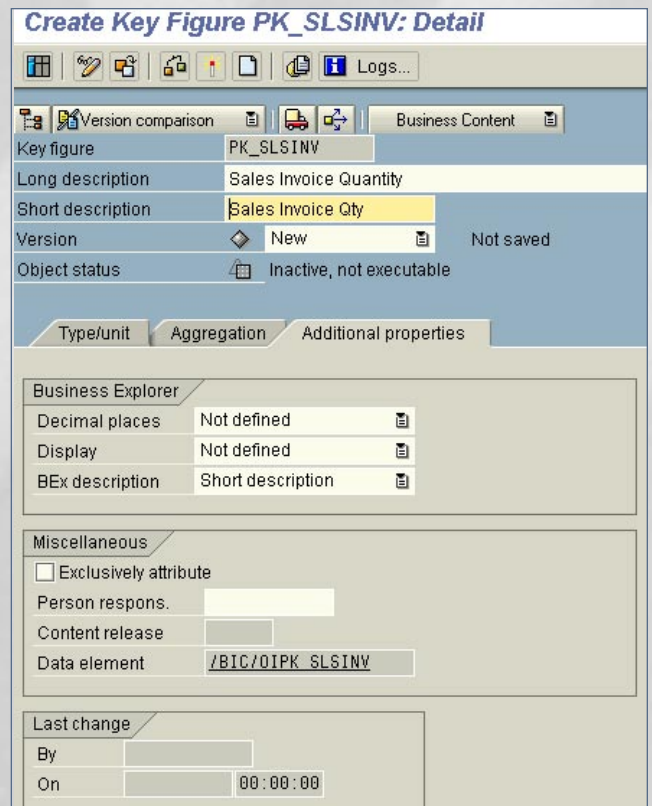 Create Key Figure PK_SLSINV: Detail
Logs...
Version comparison Business Content
Key figure PK_SLSINV
Long description Sales Invoice Quantity
Short description Sales Invoice Qty
Version New Not saved
Object status Inactive, not executable
Type/unit Aggregation Additional properties
Business Explorer
Decimal places Not defined
Display Not defined
BEx description Short description
Miscellaneous
Exclusively attribute
Person respons.
Content release
Data element /BIC/OIPK_SLSINV
Last change
By
On 00:00:00